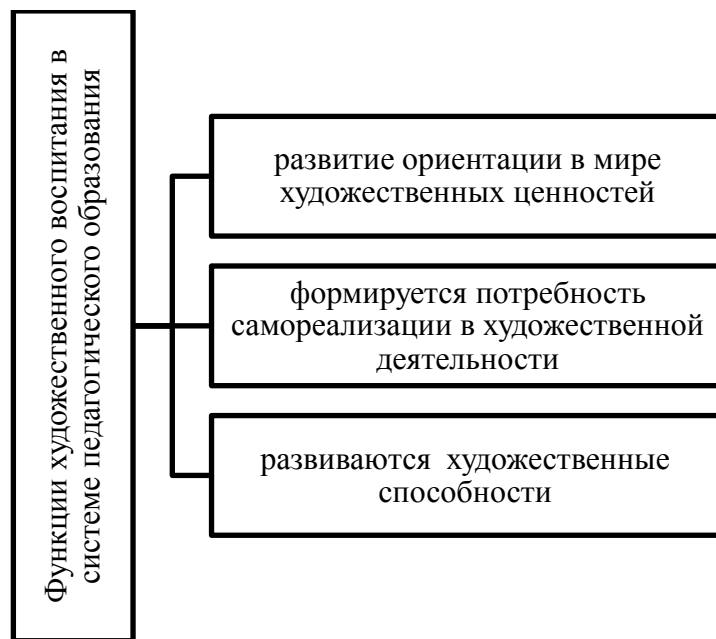 Функции художественного воспитания в
системе педагогического образования
развитие ориентации в мире
художественных ценностей
формируется потребность
самореализации в художественной
деятельности
развиваются  художественные
способности